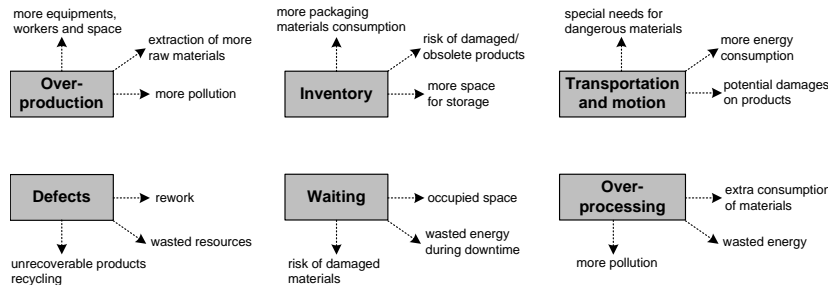 more equipments,
workers and space
extraction of more
raw materials
Over-
production
more pollution
more packaging
materials consumption
risk of damaged/
obsolete products
Inventory
more space
for storage
special needs for
dangerous materials
more energy
consumption
Transportation
and motion
potential damages
on products
Defects
rework
wasted resources
unrecoverable products
recycling
Waiting
occupied space
wasted energy
during downtime
risk of damaged
materials
Over-
processing
extra consumption
of materials
wasted energy
more pollution